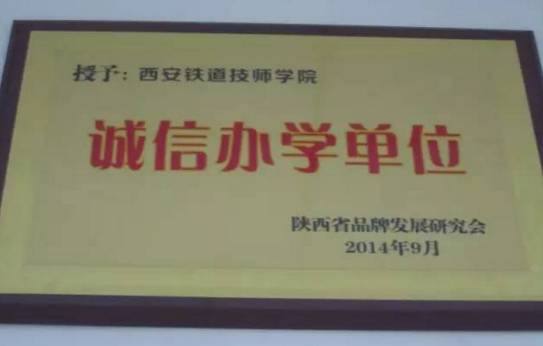 授予：西安铁道技师学院
诚信办学单位
陕西省品牌发展研究会
2014年9月